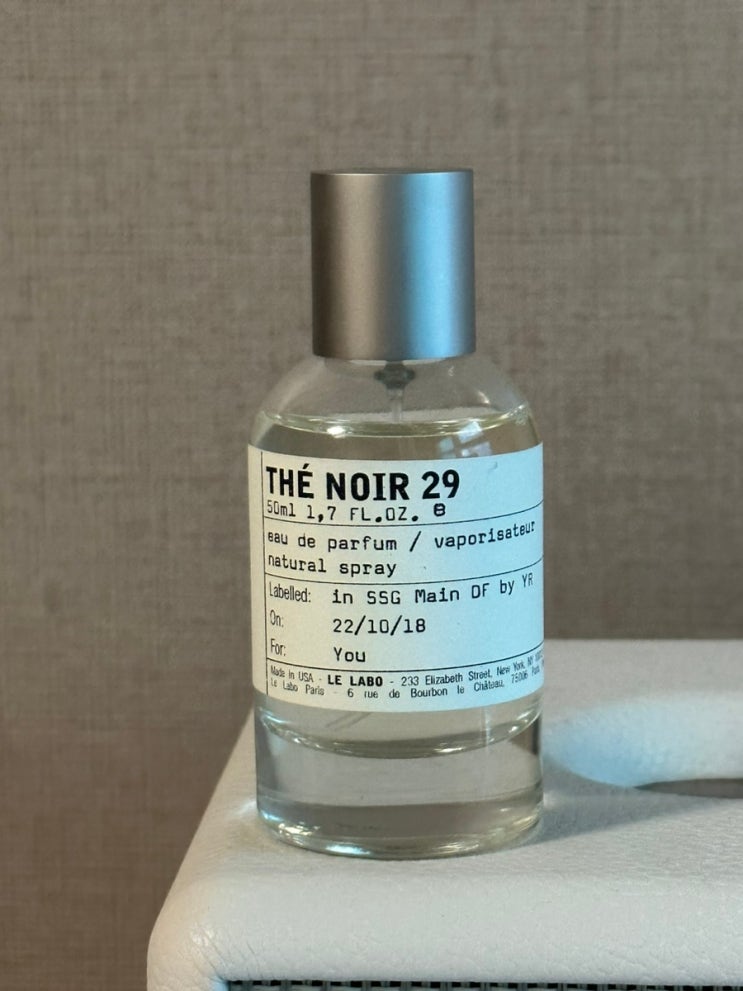 THÉ NOIR 29
50ml 1,7 FL.OZ. ℮
eau de parfum / vaporisateur
natural spray
Labelled: in SSG Main DF by YR
On: 22/10/18
For: You
Made in USA - LE LABO - 233 Elizabeth Street, New York, NY
Le Labo Paris - 6 rue de Bourbon le Château, 75006